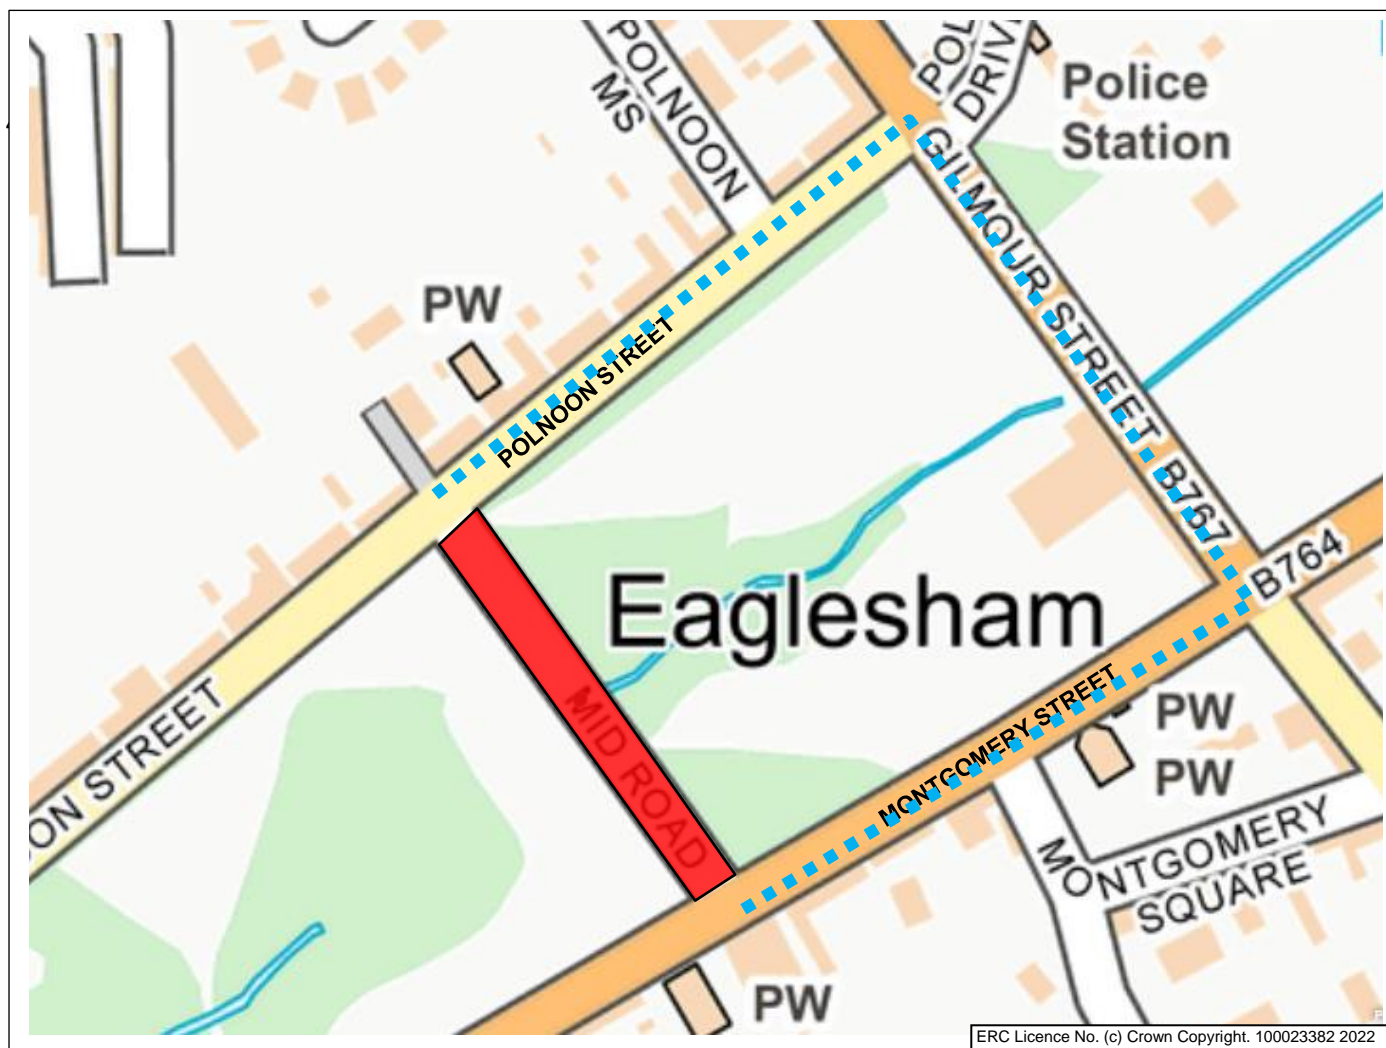 POLNOON
MS
POL
DRIV
Police
Station
GILMOUR STREET B767
PW
POLNOON STREET
Eaglesham
B764
MID ROAD
MONTGOMERY STREET
PW
PW
ON STREET
MONTGOMERY
SQUARE
PW
ERC Licence No. (c) Crown Copyright. 100023382 2022